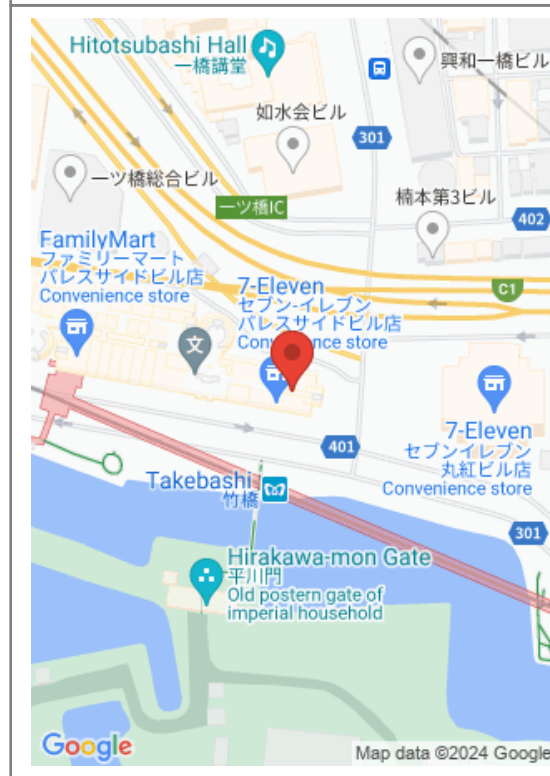 Hitotsubashi Hall
一橋講堂
興和一橋ビル
如水会ビル
301
一ツ橋総合ビル
一ツ橋IC
楠本第3ビル
402
FamilyMart
ファミリーマート
パレスサイドビル店
Convenience store
7-Eleven
セブン-イレブン
パレスサイドビル店
Convenience store
C1
文
7-Eleven
セブンイレブン
丸紅ビル店
Convenience store
401
Takebashi
竹橋
301
Hirakawa-mon Gate
平川門
Old postern gate of
imperial household
Google
Map data ©2024 Google